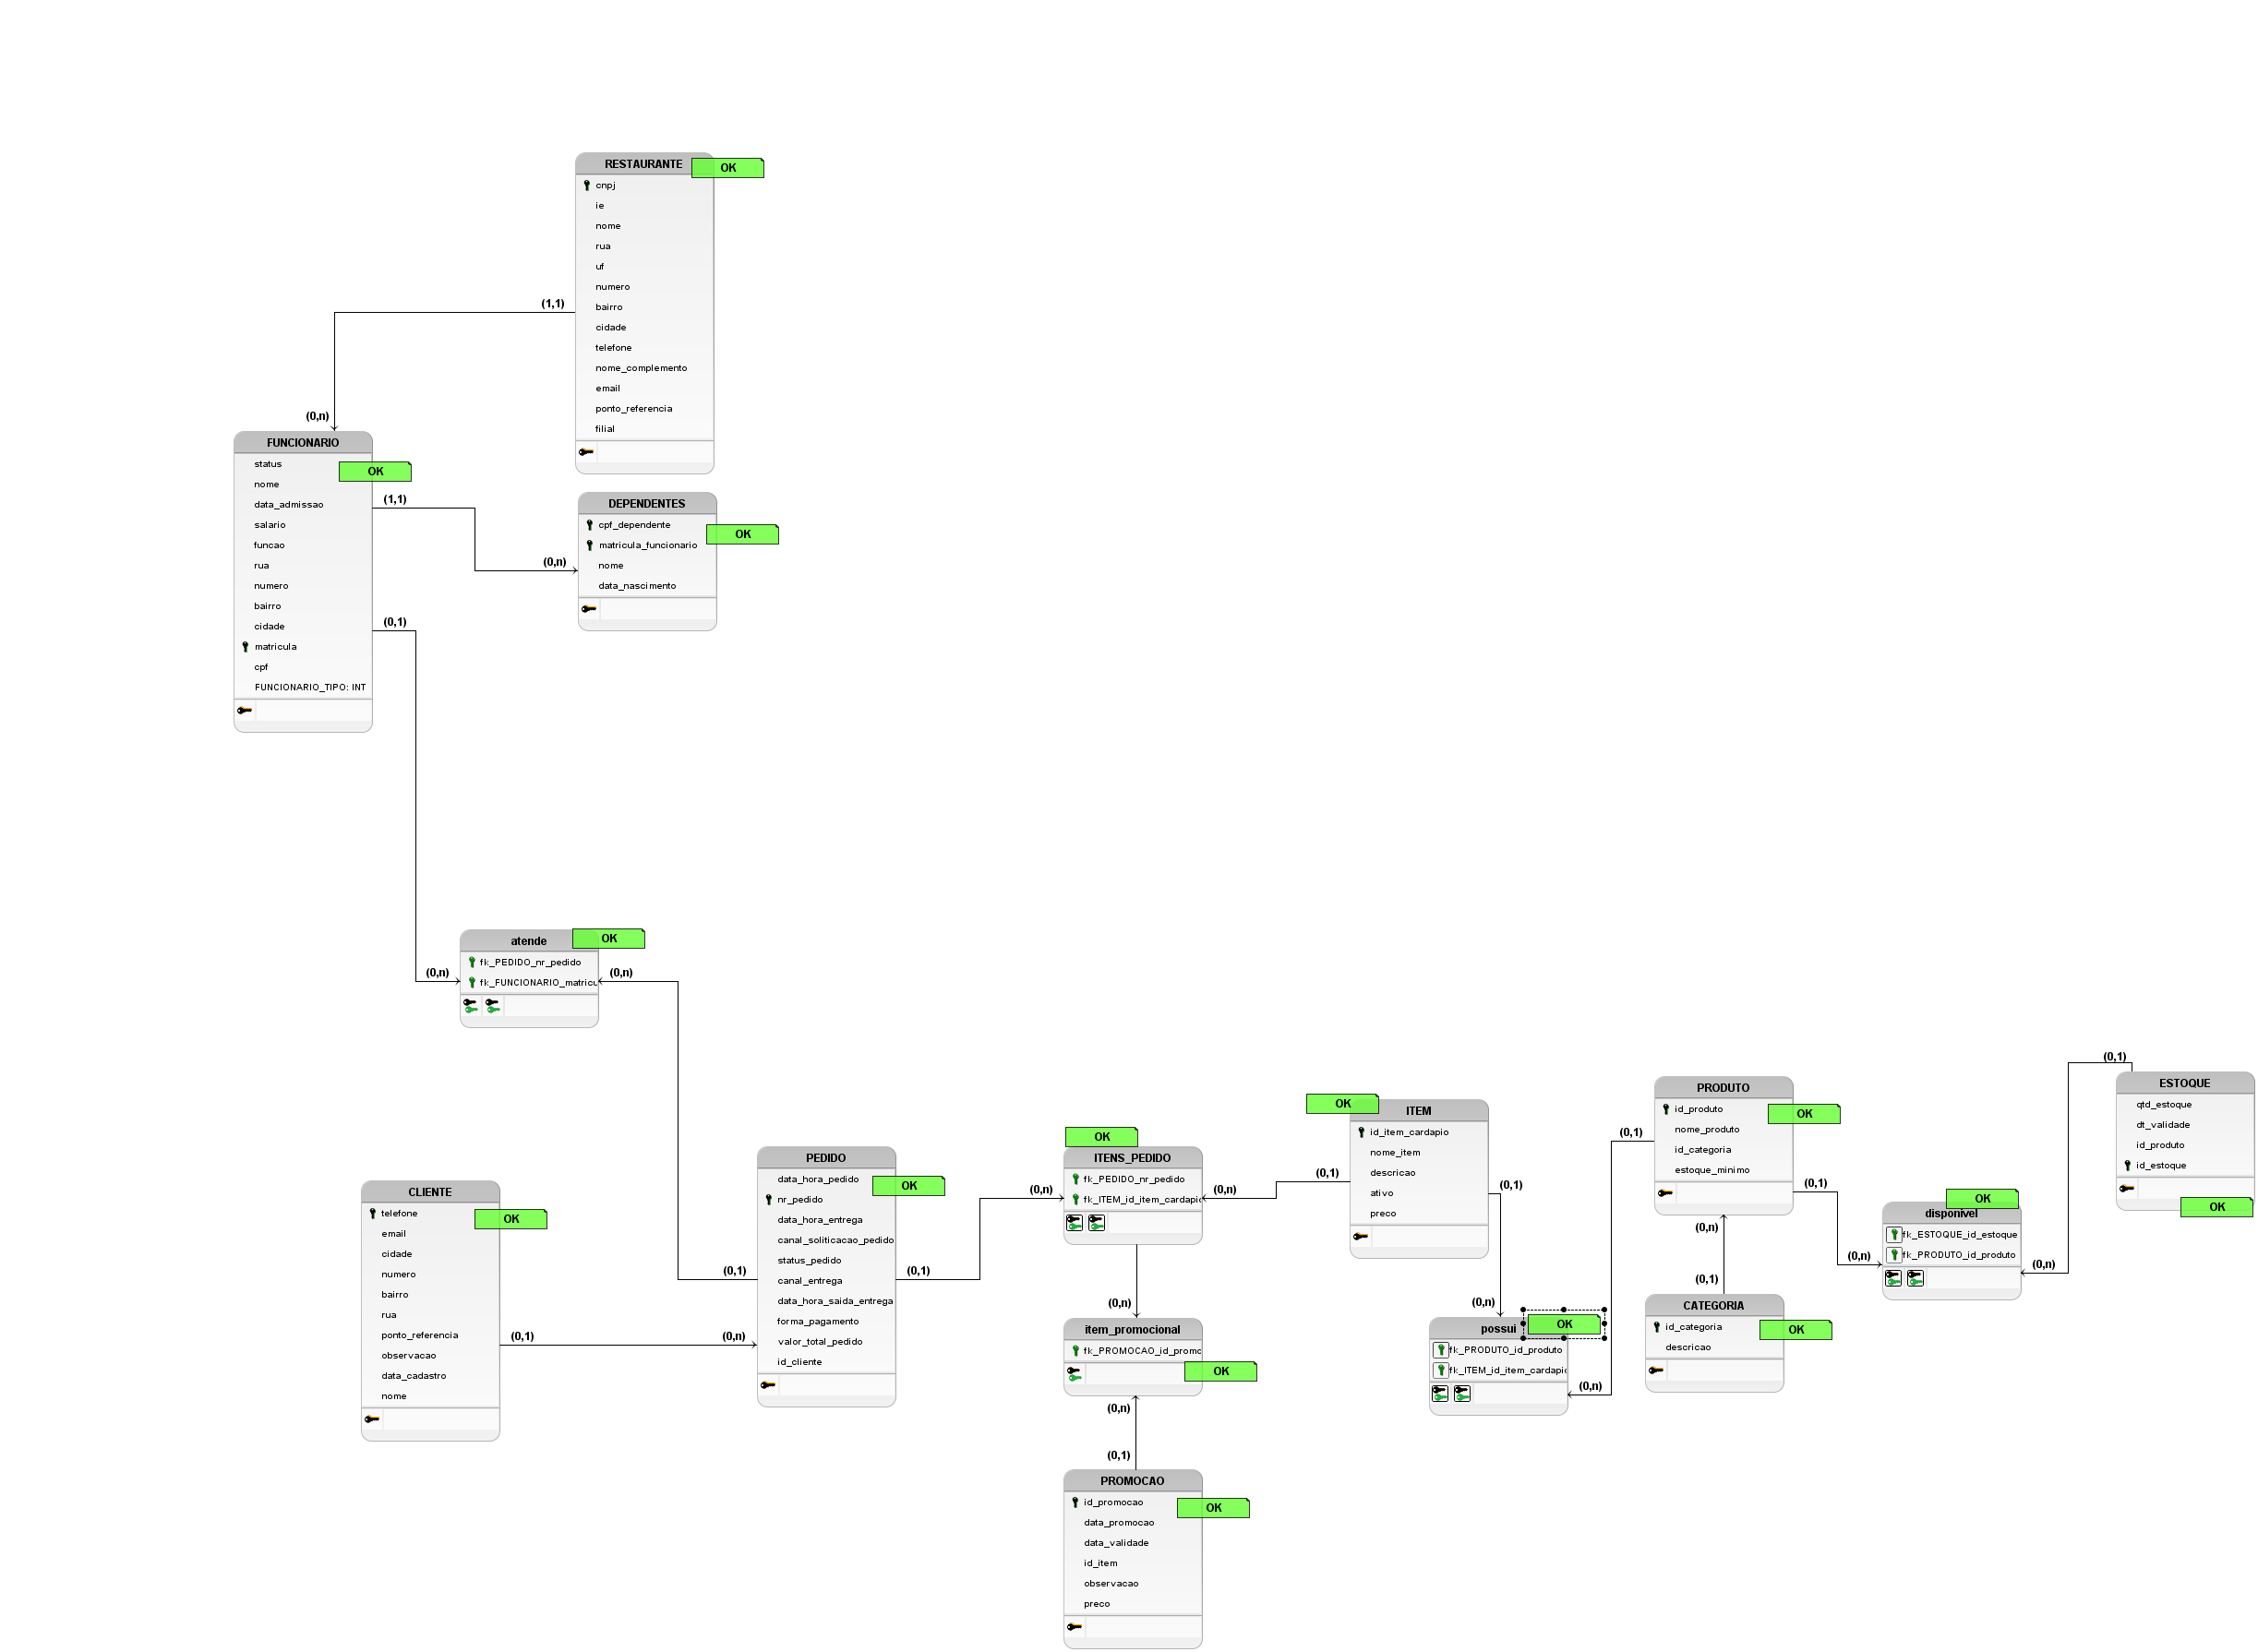 RESTAURANTE
OK
cnpj
ie
nome
rua
uf
numero
bairro
cidade
telefone
nome_complemento
email
ponto_referencia
filial
(1,1)
(0,n)
FUNCIONARIO
OK
status
nome
data_admissao
salario
funcao
rua
numero
bairro
cidade
matricula
cpf
FUNCIONARIO_TIPO: INT
(1,1)
(0,n)
(0,1)
DEPENDENTES
OK
cpf_dependente
matricula_funcionario
nome
data_nascimento
atende
OK
fk_PEDIDO_nr_pedido
fk_FUNCIONARIO_matricu
(0,n)
(0,n)
CLIENTE
OK
telefone
email
cidade
numero
bairro
rua
ponto_referencia
observacao
data_cadastro
nome
(0,1)
(0,n)
PEDIDO
OK
data_hora_pedido
nr_pedido
data_hora_entrega
canal_soliticacao_pedido
status_pedido
canal_entrega
data_hora_saida_entrega
forma_pagamento
valor_total_pedido
id_cliente
(0,1)
(0,1)
(0,n)
OK
ITENS_PEDIDO
fk_PEDIDO_nr_pedido
fk_ITEM_id_item_cardapi
(0,n)
(0,n)
item_promocional
fk_PROMOCAO_id_promo
OK
(0,n)
(0,1)
PROMOCAO
OK
id_promocao
data_promocao
data_validade
id_item
observacao
preco
OK
ITEM
id_item_cardapio
nome_item
descricao
ativo
preco
(0,1)
(0,1)
(0,n)
possui
OK
fk_PRODUTO_id_produto
fk_ITEM_id_item_cardapi
(0,n)
(0,1)
PRODUTO
OK
id_produto
nome_produto
id_categoria
estoque_minimo
(0,1)
(0,n)
(0,1)
CATEGORIA
OK
id_categoria
descricao
(0,n)
OK
disponivel
fk_ESTOQUE_id_estoque
fk_PRODUTO_id_produto
(0,n)
(0,1)
ESTOQUE
qtd_estoque
dt_validade
id_produto
id_estoque
OK